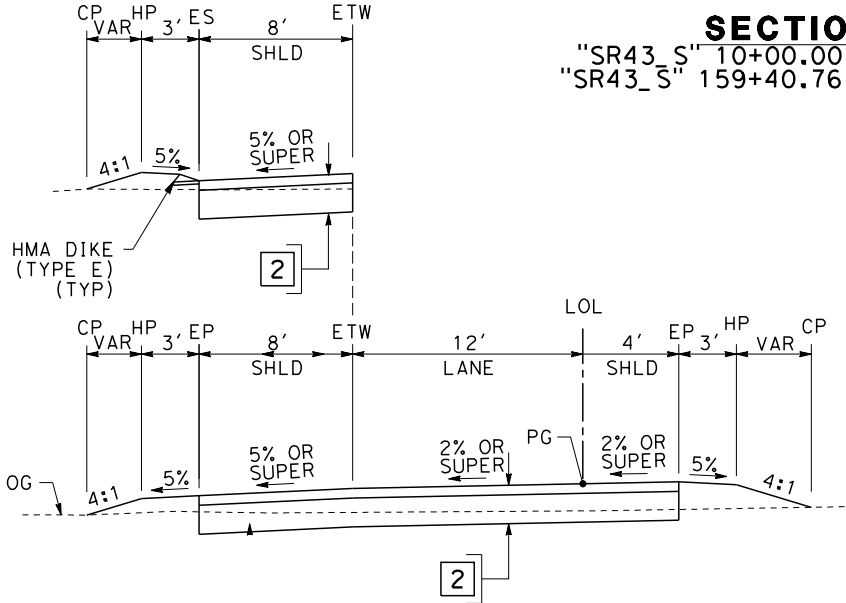 CP HP ES ETW
VAR 3' 8'
SHLD
SECTIO
"SR43_S" 10+00.00
"SR43_S" 159+40.76
4:1 5% 5% OR
SUPER
HMA DIKE
(TYPE E)
(TYP)
2
LOL
CP HP EP ETW EP HP CP
VAR 3' 8' 12' 4' 3' VAR
SHLD LANE SHLD
OG 4:1 5% 5% OR
SUPER
2% OR
SUPER
PG
2% OR
SUPER
5% 4:1
2